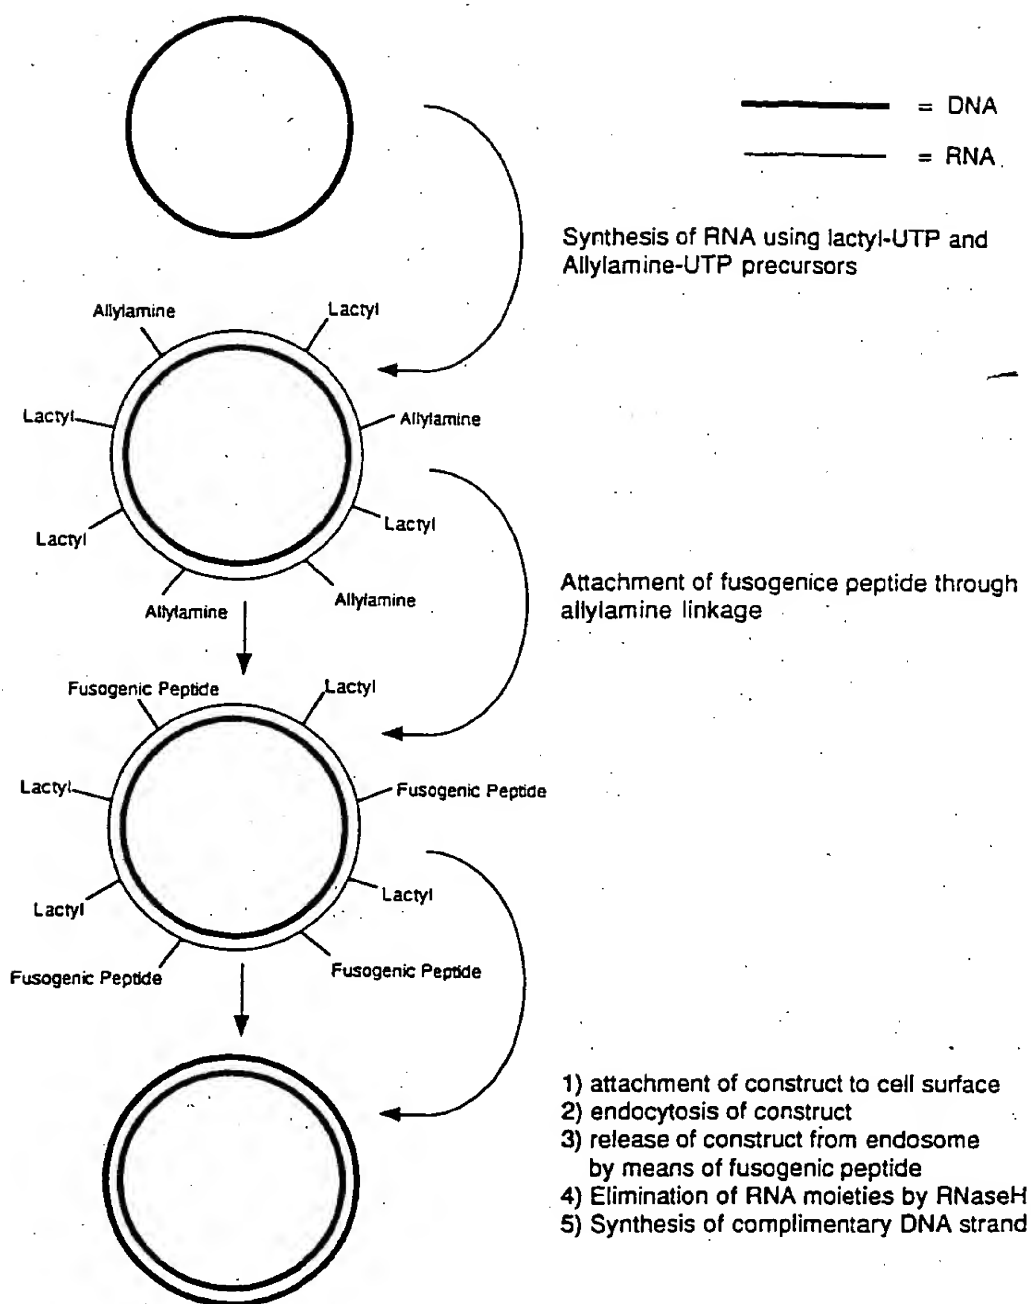 = DNA
= RNA
Synthesis of RNA using lactyl-UTP and
Allylamine-UTP precursors
Allylamine
Lactyl
Lactyl
Allylamine
Lactyl
Lactyl
Allylamine
Allylamine
Attachment of fusogenice peptide through
allylamine linkage
Fusogenic Peptide
Lactyl
Lactyl
Fusogenic Peptide
Lactyl
Lactyl
Fusogenic Peptide
Fusogenic Peptide
1) attachment of construct to cell surface
2) endocytosis of construct
3) release of construct from endosome
by means of fusogenic peptide
4) Elimination of RNA moieties by RNaseH
5) Synthesis of complimentary DNA strand